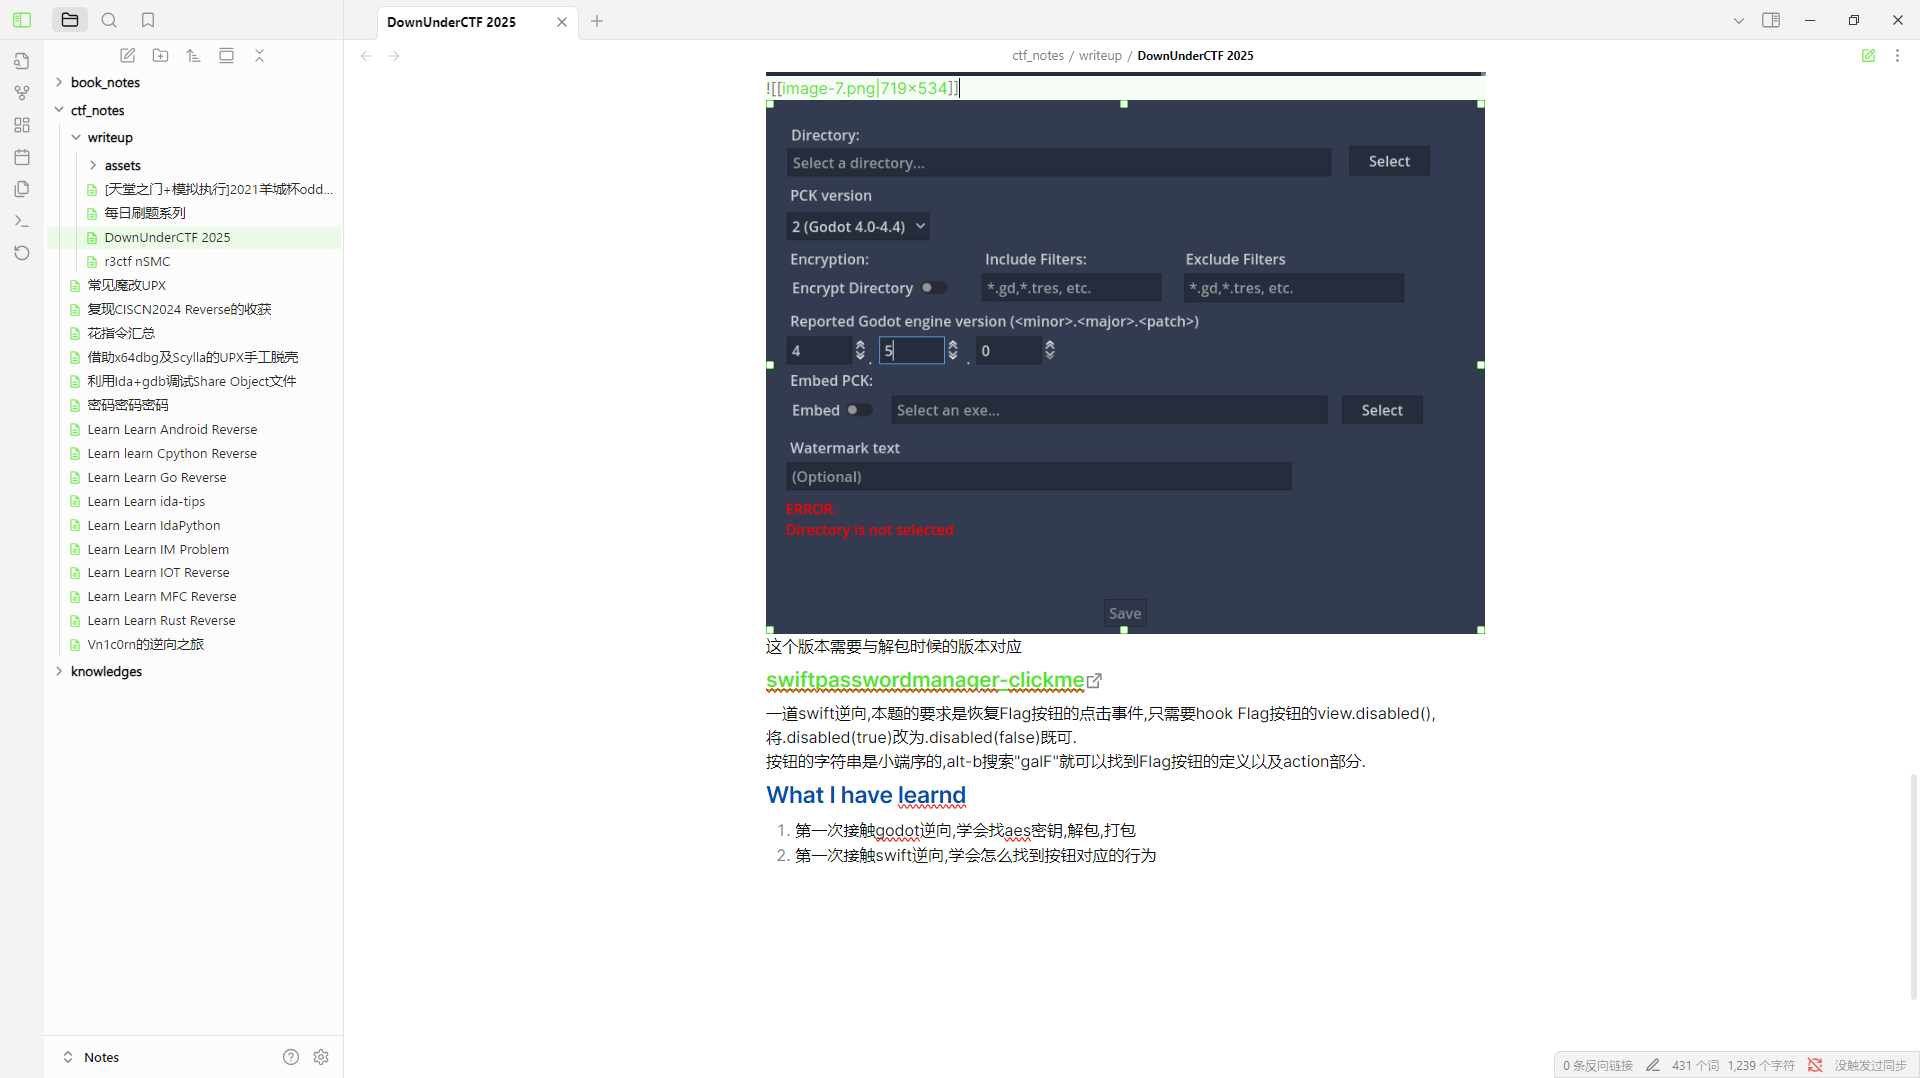 DownUnderCTF 2025
ctf_notes / writeup / DownUnderCTF 2025
book_notes
ctf_notes
writeup
assets
[天堂之门+模拟执行]2021羊城杯odd...
每日刷题系列
DownUnderCTF 2025
r3ctf nSMC
常见魔改UPX
复现CISCN2024 Reverse的收获
花指令汇总
借助x64dbg及Scylla的UPX手工脱壳
利用Ida+gdb调试Share Object文件
密码密码密码
Learn Learn Android Reverse
Learn learn Cpython Reverse
Learn Learn Go Reverse
Learn Learn ida-tips
Learn Learn IdaPython
Learn Learn IM Problem
Learn Learn IOT Reverse
Learn Learn MFC Reverse
Learn Learn Rust Reverse
Vn1c0rn的逆向之旅
knowledges
Notes
![[image-7.png|719×534]]
Directory:
Select a directory... Select
PCK version
2 (Godot 4.0-4.4)
Encryption: Include Filters: Exclude Filters
Encrypt Directory *.gd,*.tres, etc. *.gd,*.tres, etc.
Reported Godot engine version (<minor>.<major>.<patch>)
4 . 5 . 0
Embed PCK:
Embed Select an exe... Select
Watermark text
(Optional)
ERROR:
Directory is not selected
Save
这个版本需要与解包时候的版本对应
swiftpasswordmanager-clickme
一道swift逆向,本题的要求是恢复Flag按钮的点击事件,只需要hook Flag按钮的view.disabled(),
将.disabled(true)改为.disabled(false)既可.
按钮的字符串是小端序的,alt-b搜索"galF"就可以找到Flag按钮的定义以及action部分.
What I have learnd
1. 第一次接触godot逆向,学会找aes密钥,解包,打包
2. 第一次接触swift逆向,学会怎么找到按钮对应的行为
0 条反向链接 431 个词 1,239 个字符 没触发过同步